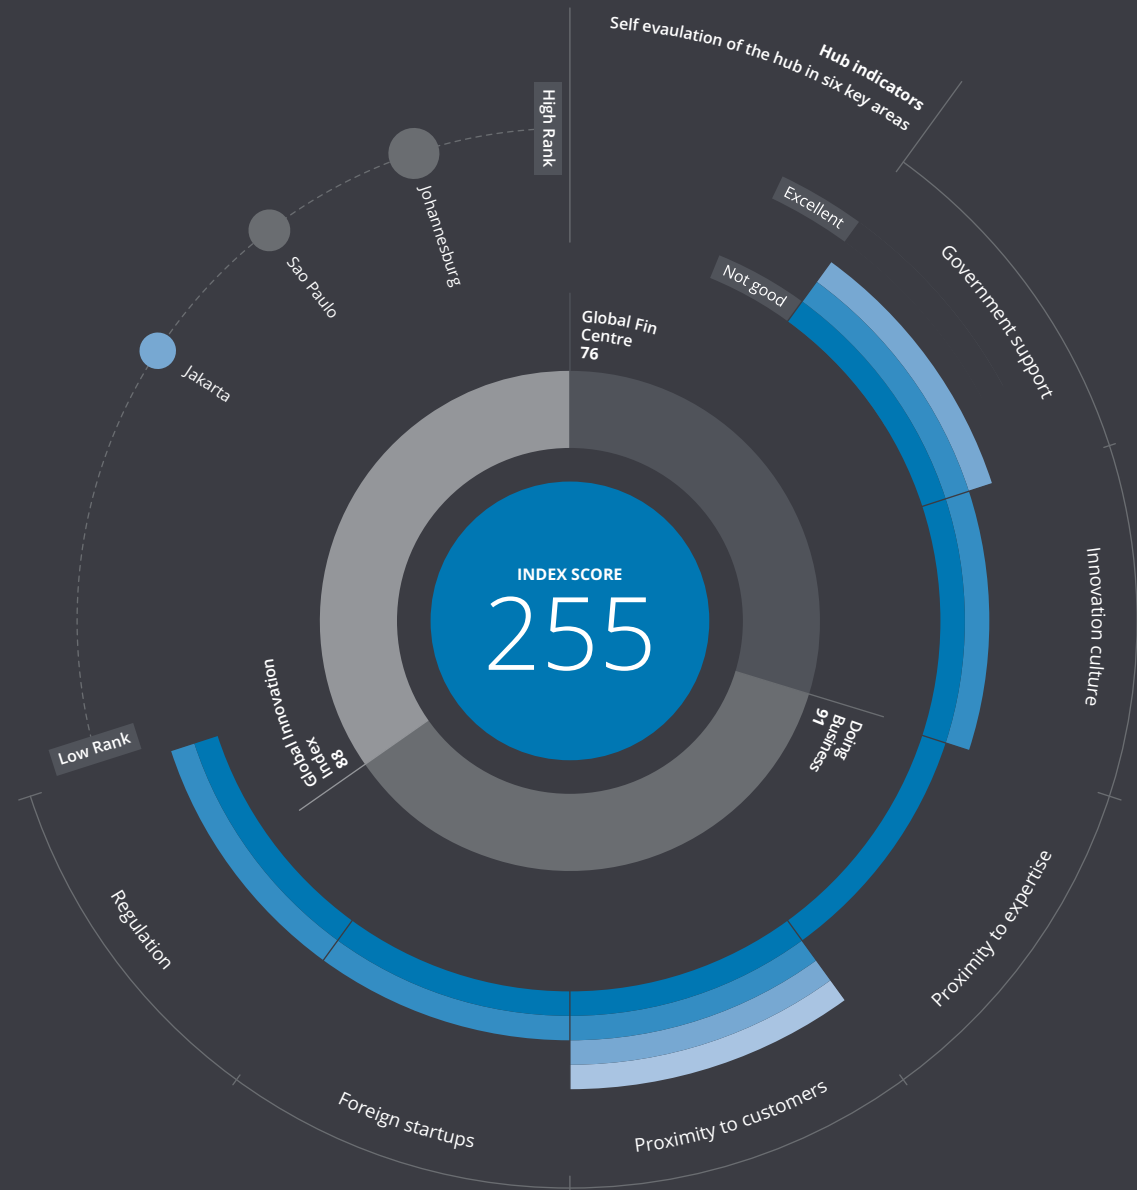 Self evaulation of the hub in six key areas
Hub indicators
High Rank
Johannesburg
Sao Paulo
Jakarta
Low Rank
Excellent
Not good
Government support
Innovation culture
Proximity to expertise
Proximity to customers
Foreign startups
Regulation
Global Fin
Centre
76
Doing
Business
91
Global Innovation
Index
88
INDEX SCORE
255